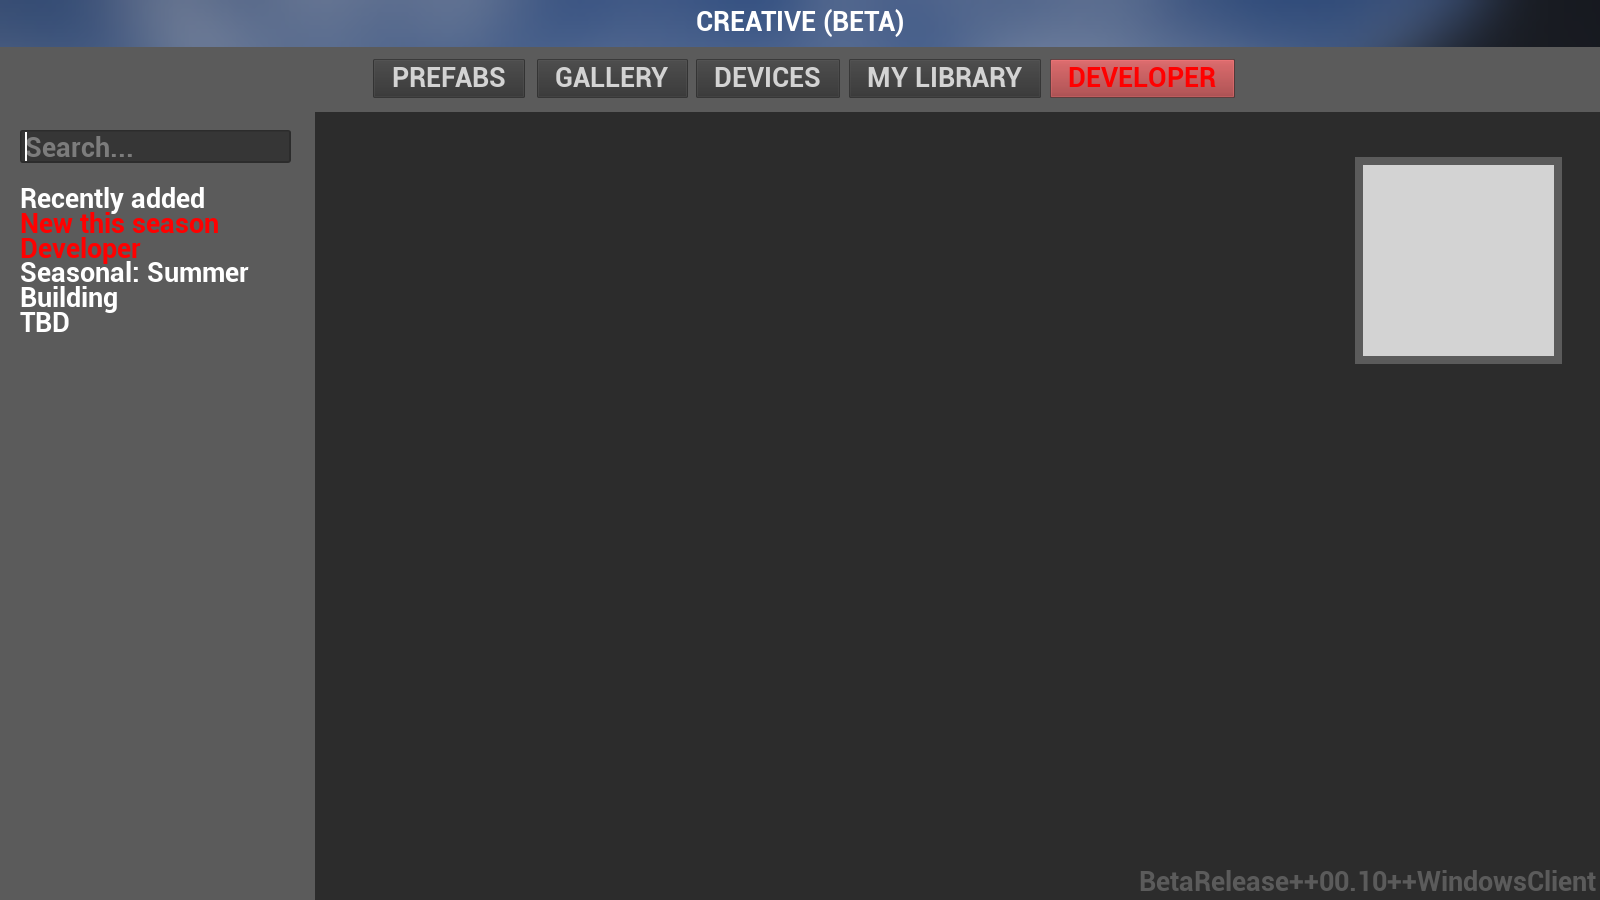 CREATIVE (BETA)
PREFABS
GALLERY
DEVICES
MY LIBRARY
DEVELOPER
Search...
Recently added
New this season
Developer
Seasonal: Summer
Building
TBD
BetaRelease++00.10++WindowsClient